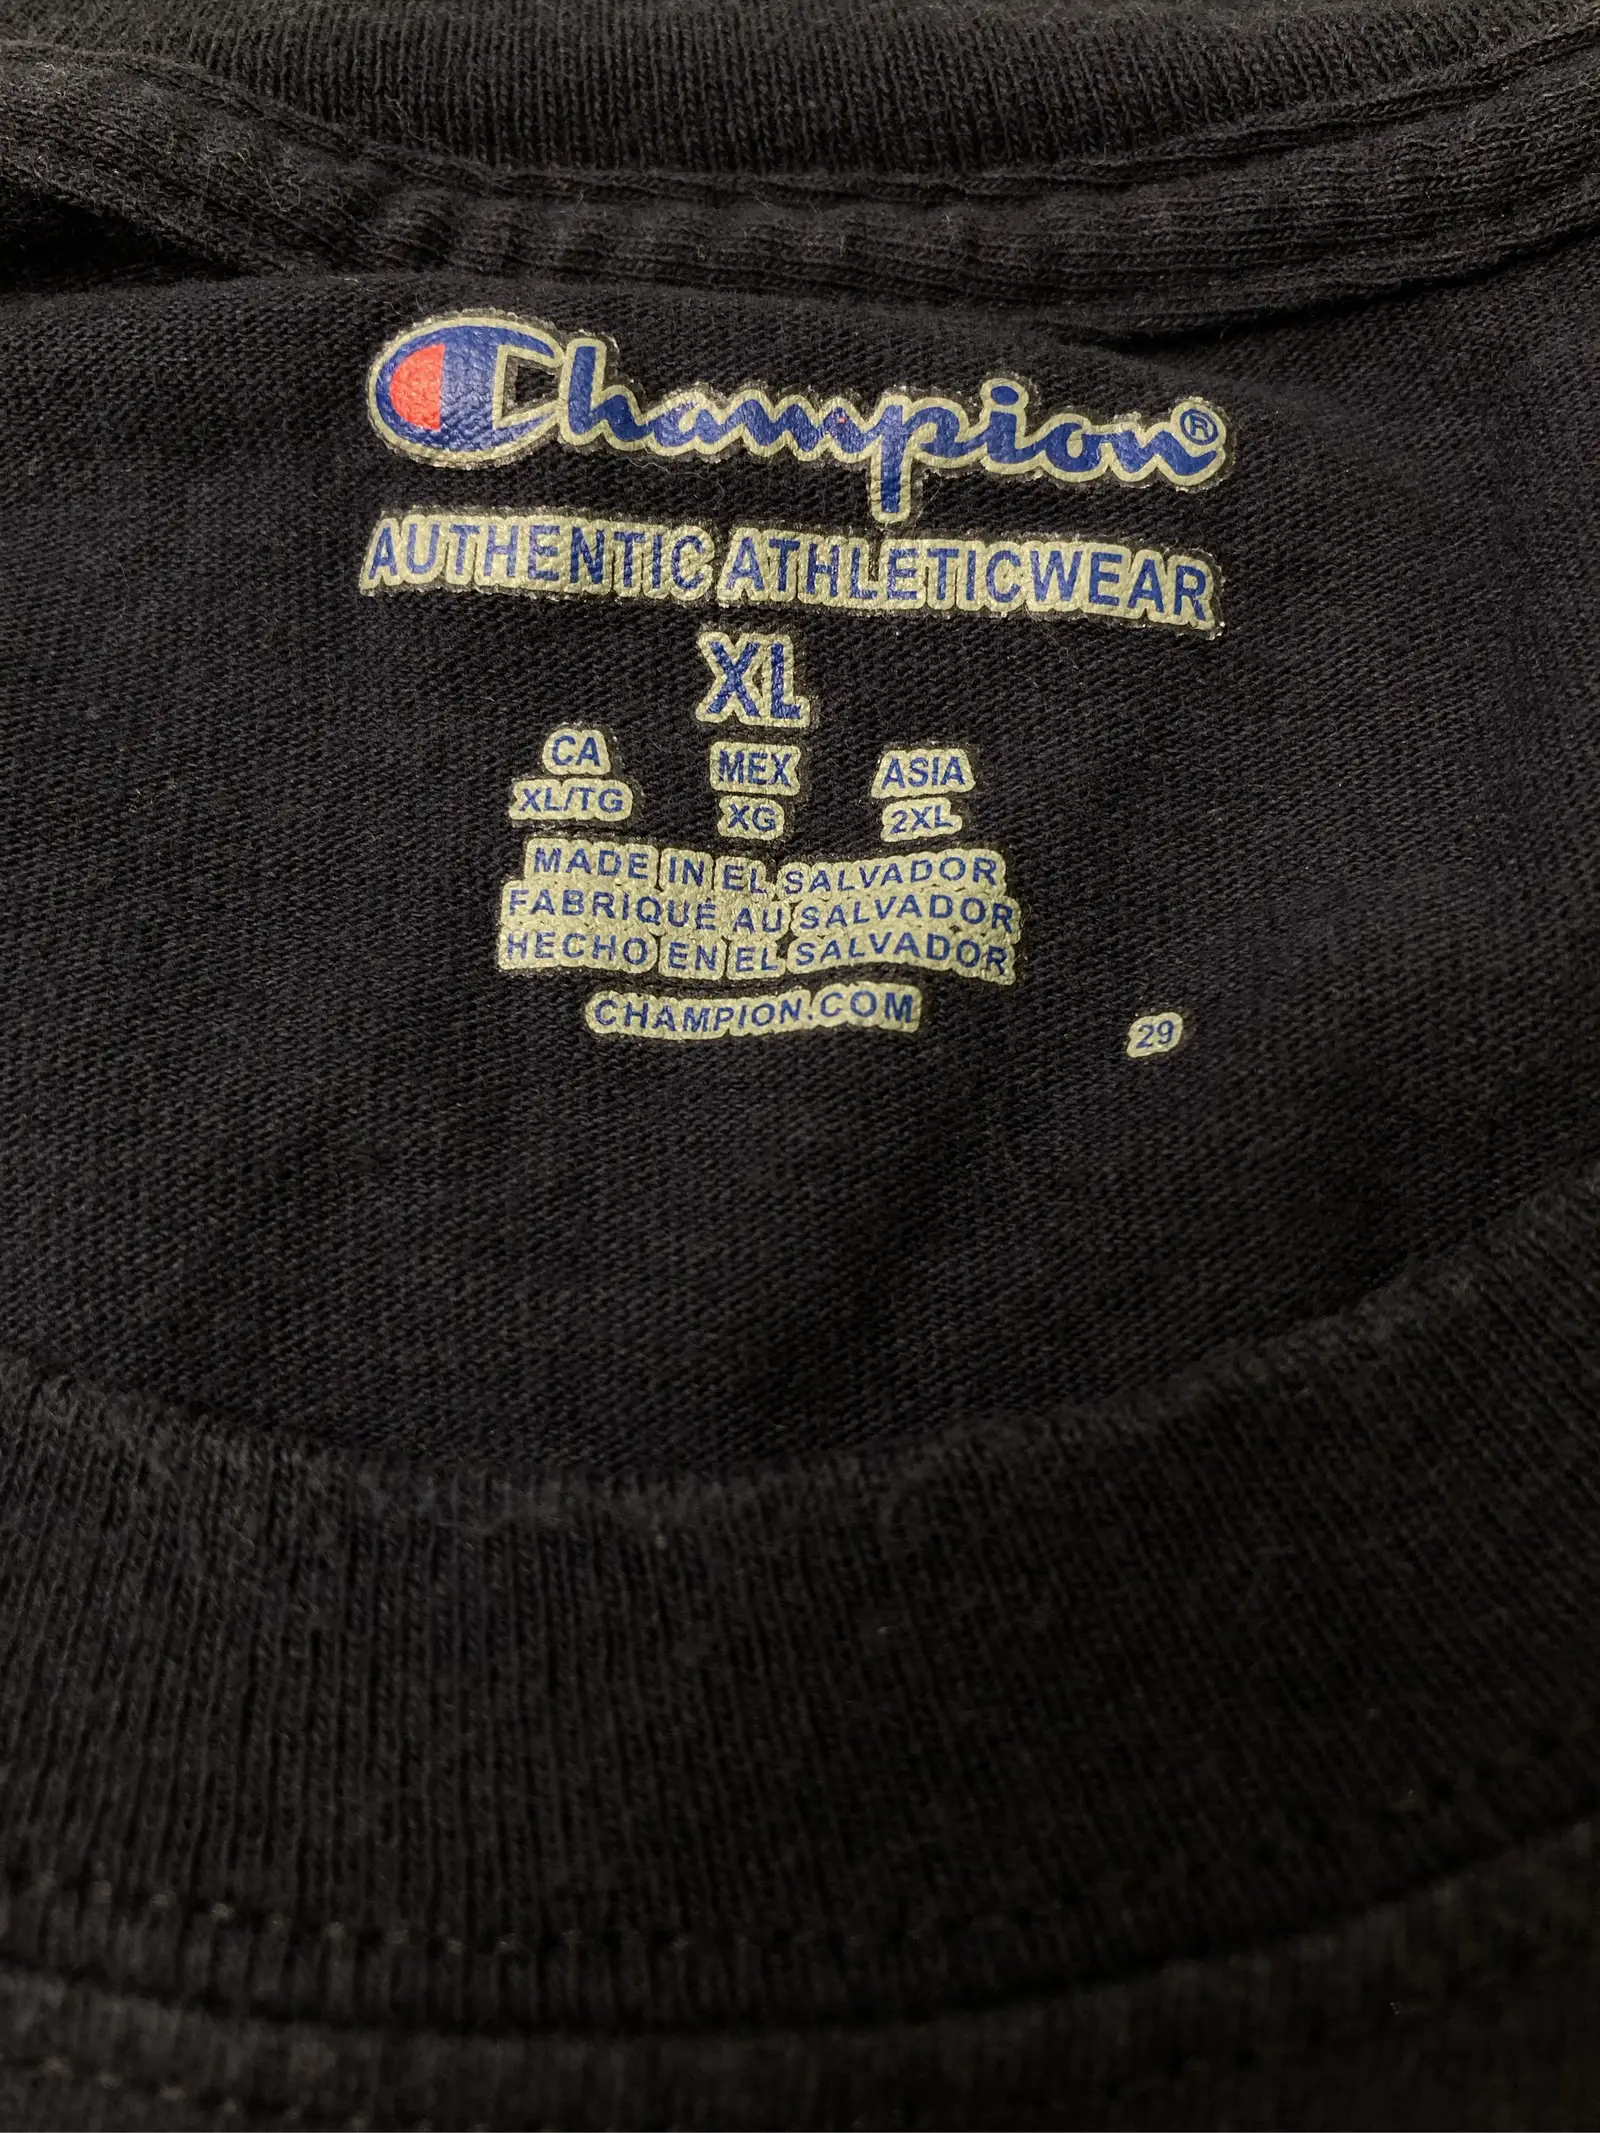 Champion®
AUTHENTIC ATHLETICWEAR
XL
CA MEX ASIA
XL/TG XG 2XL
MADE IN EL SALVADOR
FABRIQUÉ AU SALVADOR
HECHO EN EL SALVADOR
CHAMPION.COM
29